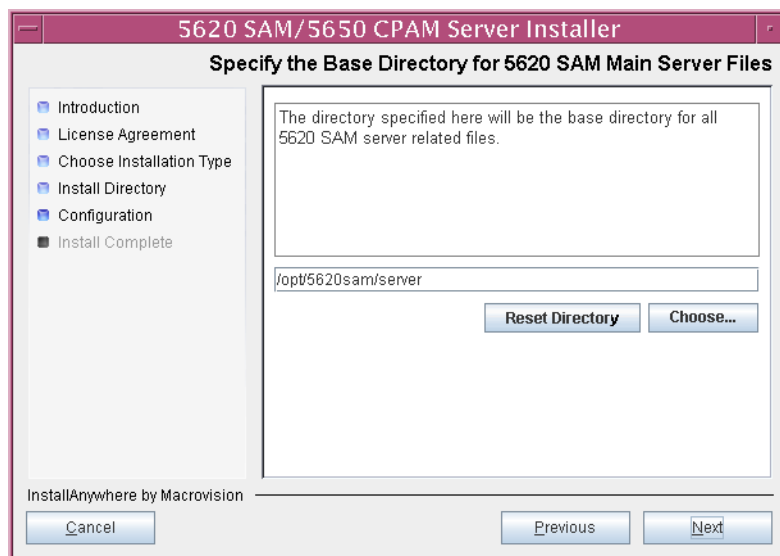 5620 SAM/5650 CPAM Server Installer
Specify the Base Directory for 5620 SAM Main Server Files
Introduction
License Agreement
Choose Installation Type
Install Directory
Configuration
Install Complete
The directory specified here will be the base directory for all
5620 SAM server related files.
/opt/5620sam/server
Reset Directory
Choose...
InstallAnywhere by Macrovision
Cancel
Previous
Next